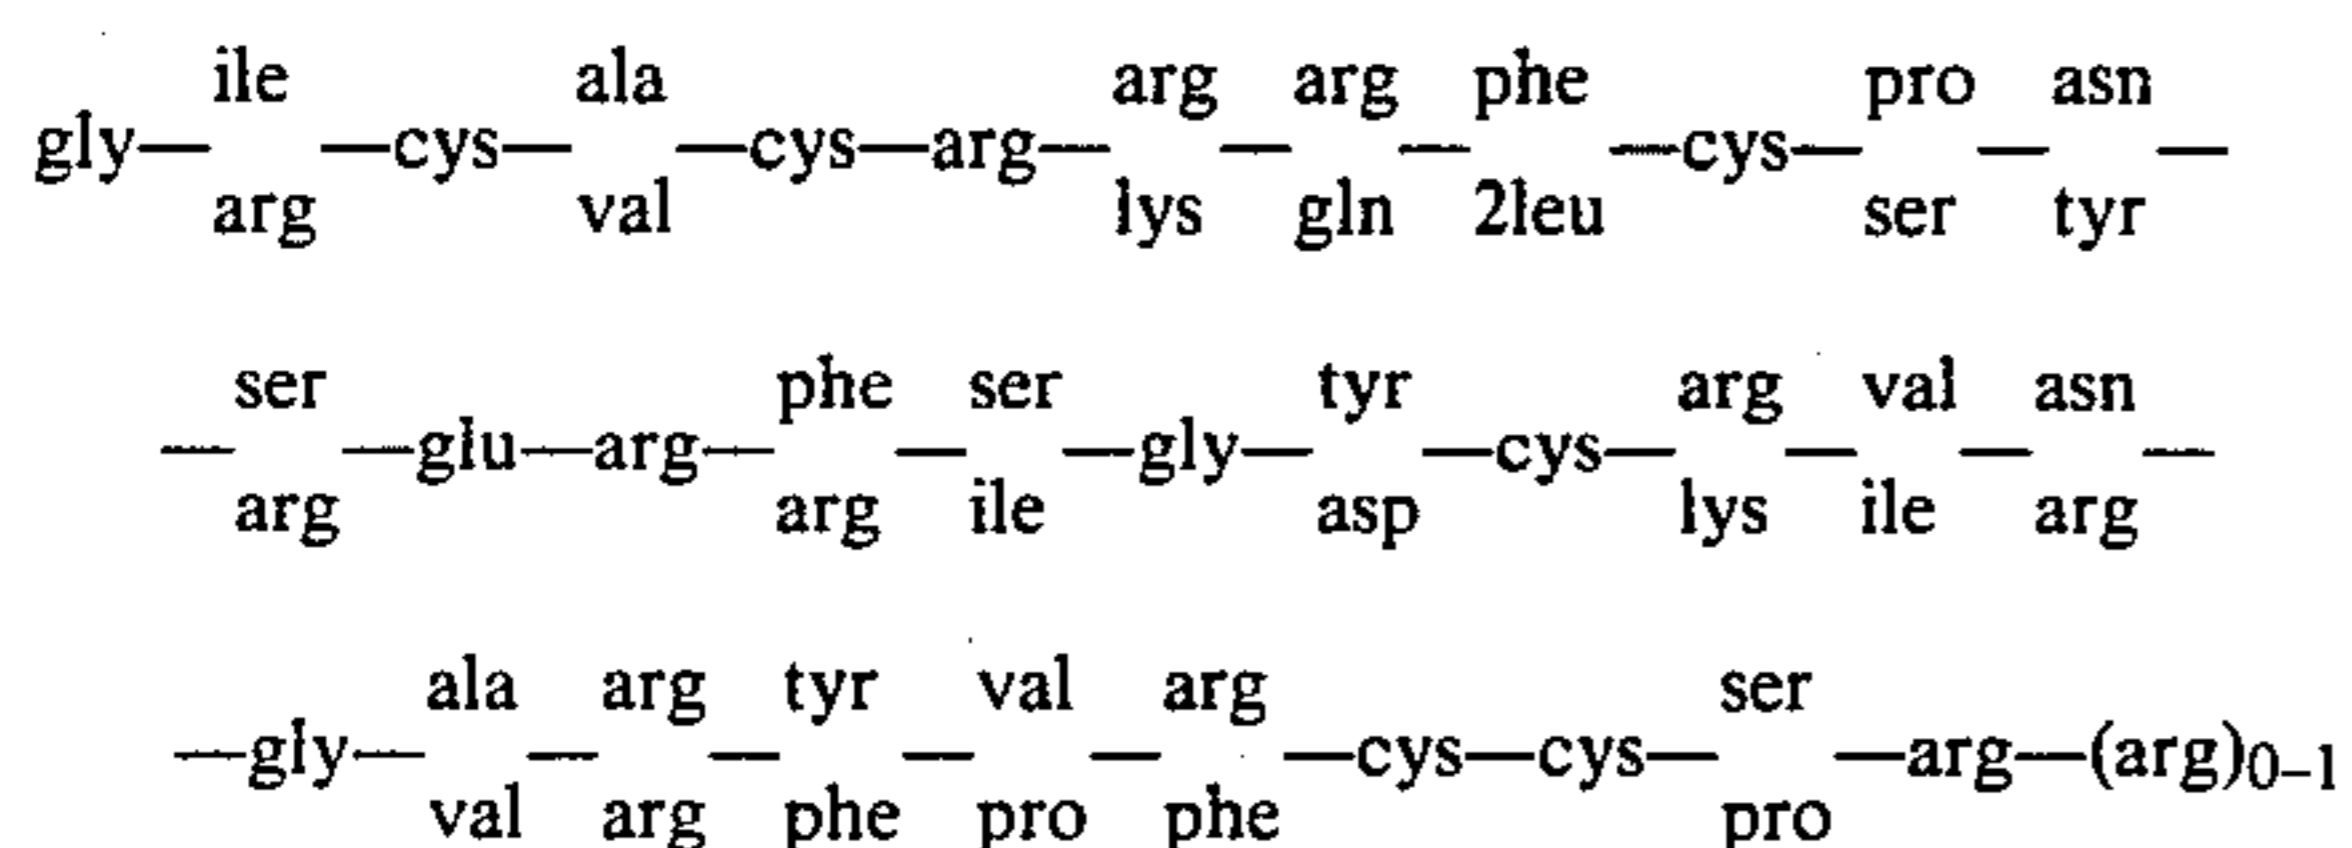 ile ala arg arg phe pro asn
gly— —cys— —cys—arg— — — —cys— — —
arg val lys gln 2leu ser tyr
ser phe ser tyr arg val asn
— —glu—arg— — —gly— —cys— — — —
arg arg ile asp lys ile arg
ala arg tyr val arg ser
—gly— — — — — —cys—cys— —arg—(arg)0–1
val arg phe pro phe pro